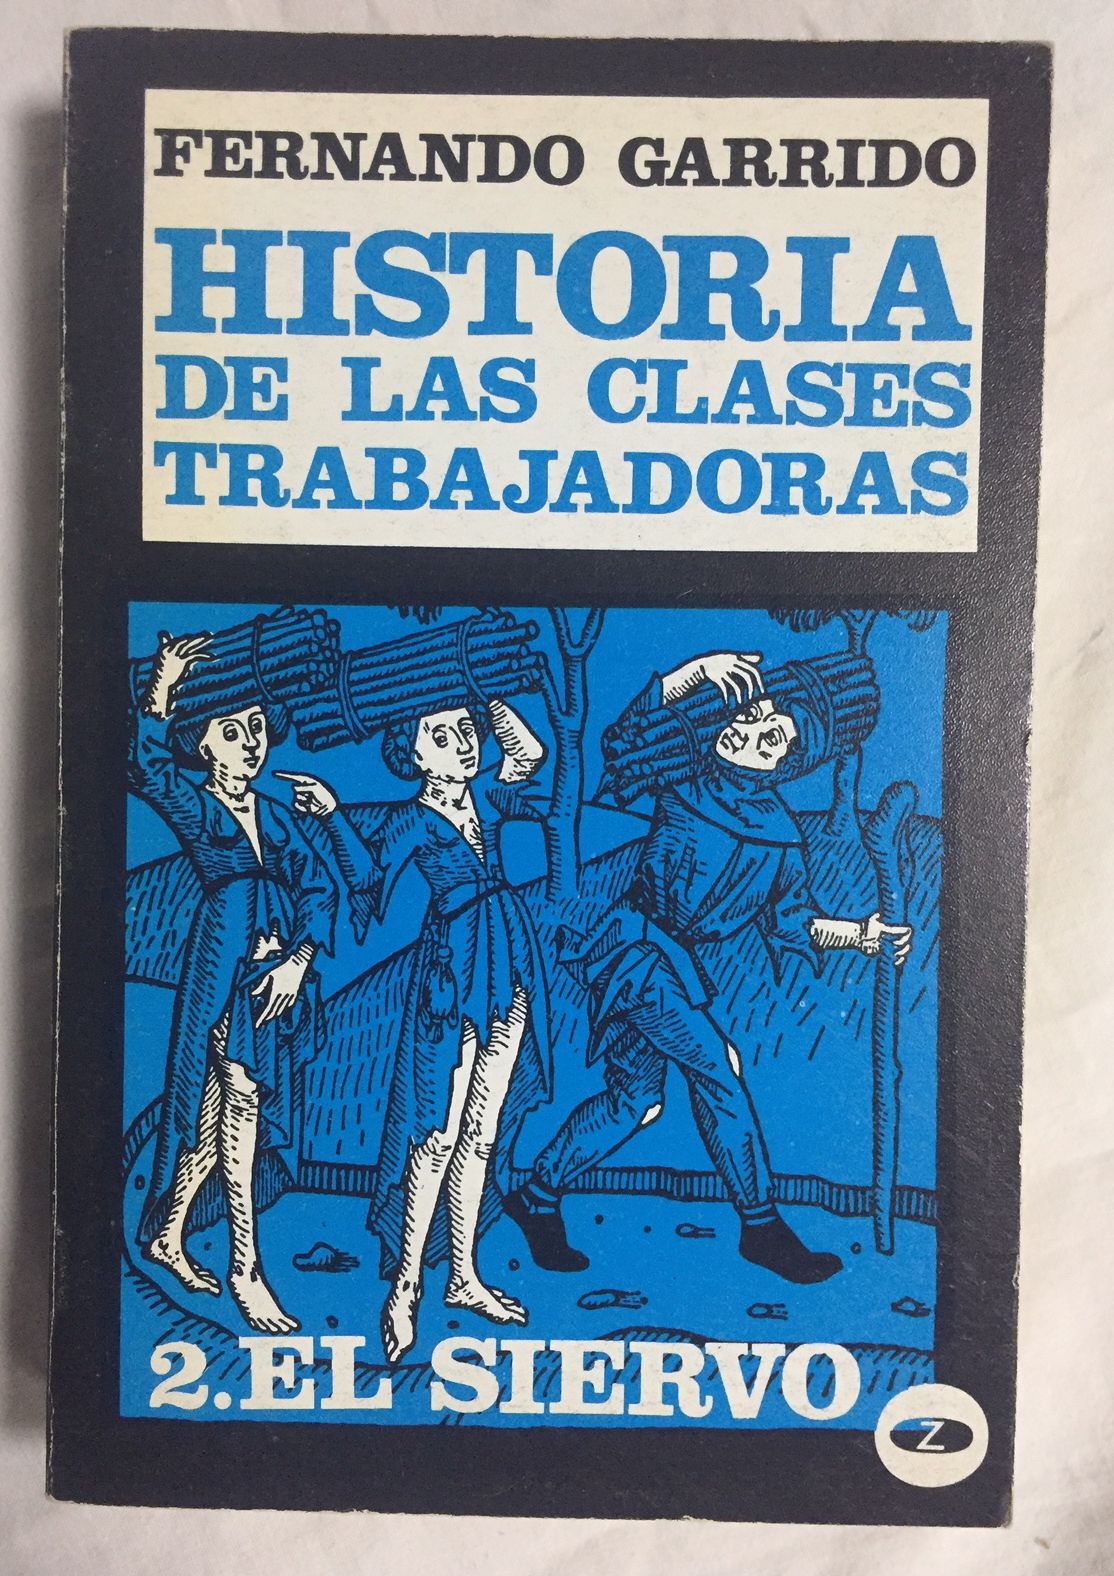 FERNANDO GARRIDO
HISTORIA
DE LAS CLASES
TRABAJADORAS
2. EL SIERVO
Z